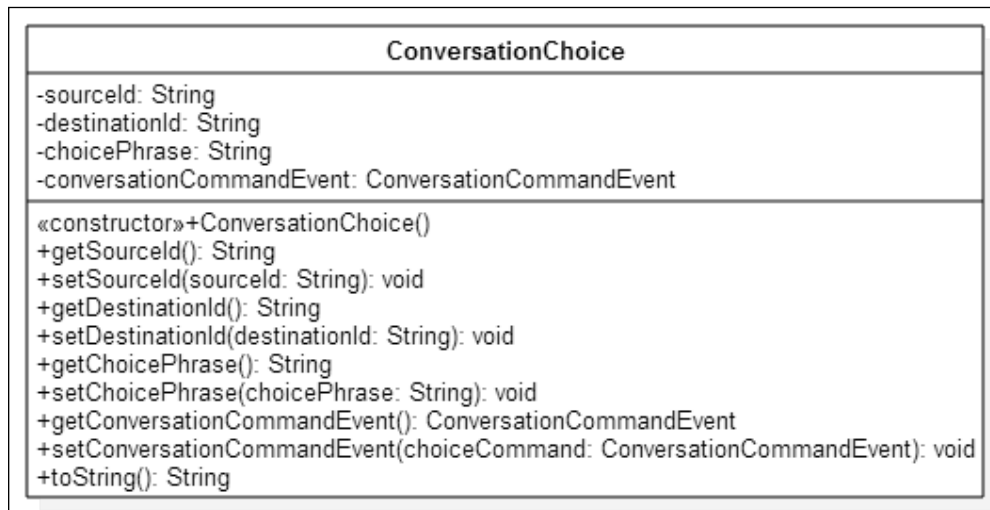 ConversationChoice
-sourceId: String
-destinationId: String
-choicePhrase: String
-conversationCommandEvent: ConversationCommandEvent
«constructor»+ConversationChoice()
+getSourceId(): String
+setSourceId(sourceId: String): void
+getDestinationId(): String
+setDestinationId(destinationId: String): void
+getChoicePhrase(): String
+setChoicePhrase(choicePhrase: String): void
+getConversationCommandEvent(): ConversationCommandEvent
+setConversationCommandEvent(choiceCommand: ConversationCommandEvent): void
+toString(): String